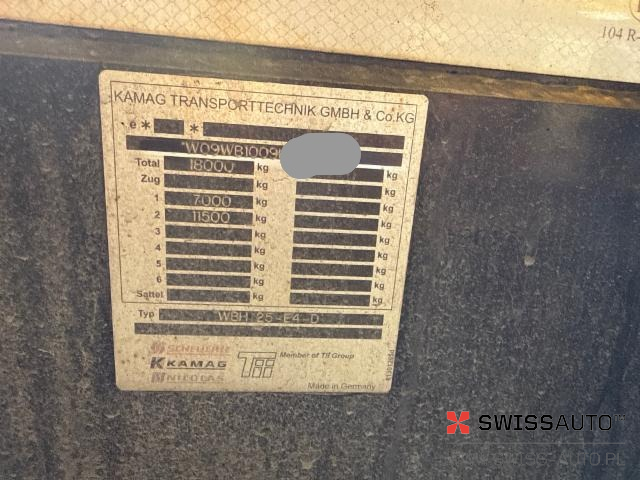 104 R-
KAMAG TRANSPORTTECHNIK GMBH & Co.KG
e* *
*W09WB1009
Total 18000 kg kg
Zug kg kg
1 7000 kg kg
2 11500 kg kg
3 kg kg
4 kg kg
5 kg kg
6 kg kg
Sattel kg kg
Typ WBH 25-E4-D
SCHEUERLE
KAMAG
NICOLAS
TII Member of TII Group
Made in Germany
SWISSAUTO